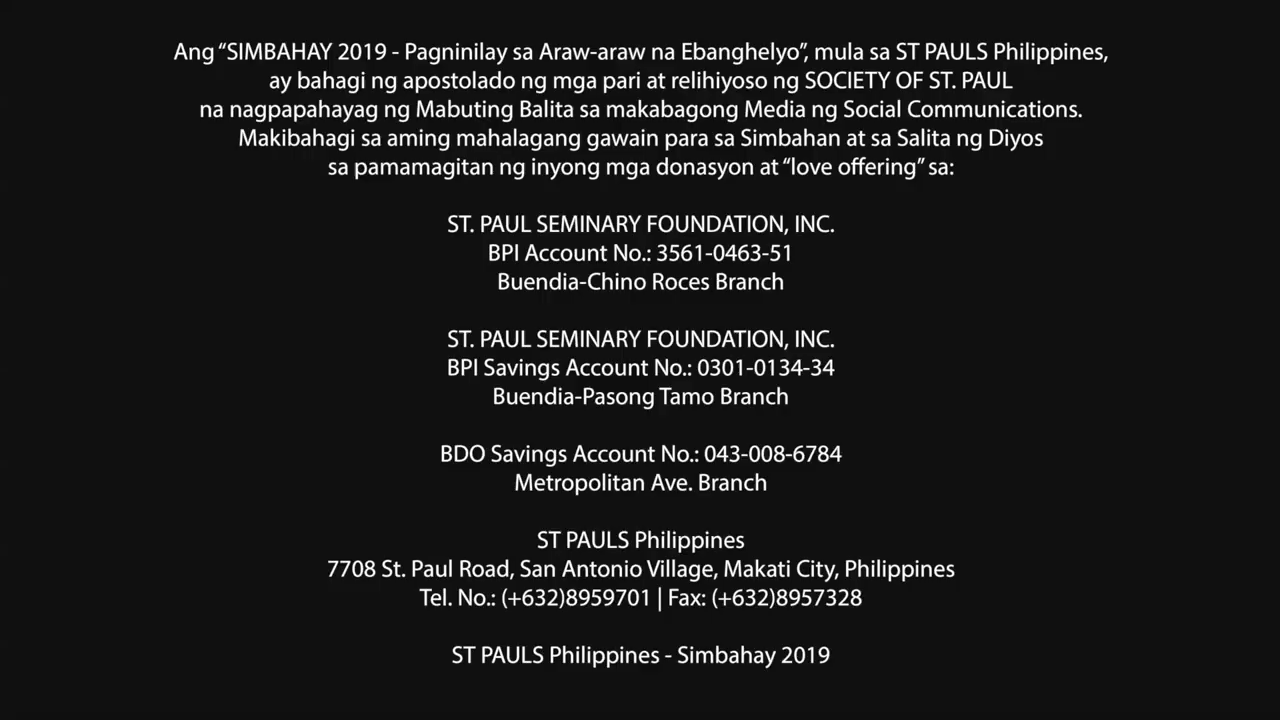 Ang “SIMBAHAY 2019 - Pagninilay sa Araw-araw na Ebanghelyo”, mula sa ST PAULS Philippines,
ay bahagi ng apostolado ng mga pari at relihiyoso ng SOCIETY OF ST. PAUL
na nagpapahayag ng Mabuting Balita sa makabagong Media ng Social Communications.
Makibahagi sa aming mahalagang gawain para sa Simbahan at sa Salita ng Diyos
sa pamamagitan ng inyong mga donasyon at “love offering” sa:
ST. PAUL SEMINARY FOUNDATION, INC.
BPI Account No.: 3561-0463-51
Buendia-Chino Roces Branch
ST. PAUL SEMINARY FOUNDATION, INC.
BPI Savings Account No.: 0301-0134-34
Buendia-Pasong Tamo Branch
BDO Savings Account No.: 043-008-6784
Metropolitan Ave. Branch
ST PAULS Philippines
7708 St. Paul Road, San Antonio Village, Makati City, Philippines
Tel. No.: (+632)8959701 | Fax: (+632)8957328
ST PAULS Philippines - Simbahay 2019